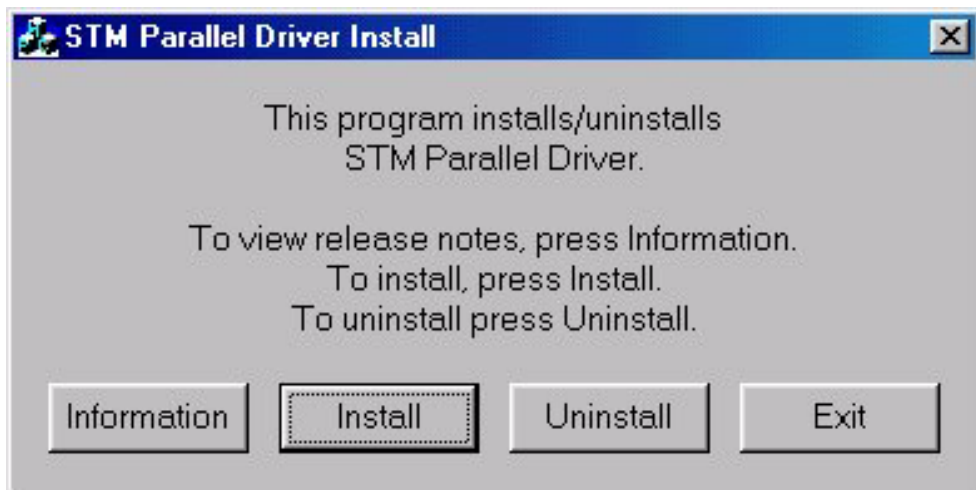 STM Parallel Driver Install
This program installs/uninstalls
STM Parallel Driver.
To view release notes, press Information.
To install, press Install.
To uninstall press Uninstall.
Information Install Uninstall Exit